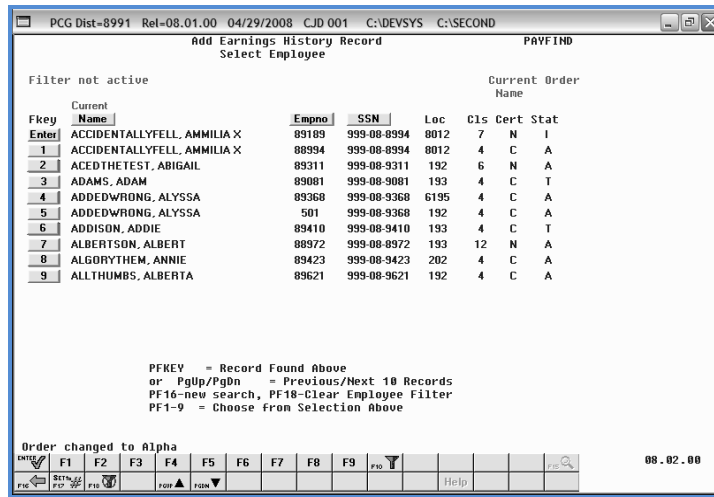 PCG Dist=8991 Rel=08.01.00 04/29/2008 CJD 001 C:\DEVSYS C:\SECOND
Add Earnings History Record PAYFIND
Select Employee
Filter not active Current Order
Name
Current
Fkey Name Empno SSN Loc Cls Cert Stat
Enter ACCIDENTALLYFELL, AMMILIA X 89189 999-08-8994 8012 7 N I
1 ACCIDENTALLYFELL, AMMILIA X 88994 999-08-8994 8012 4 C A
2 ACEDTHETEST, ABIGAIL 89311 999-08-9311 192 6 N A
3 ADAMS, ADAM 89081 999-08-9081 193 4 C T
4 ADDEDWRONG, ALYSSA 89368 999-08-9368 6195 4 C A
5 ADDEDWRONG, ALYSSA 501 999-08-9368 192 4 C A
6 ADDISON, ADDIE 89410 999-08-9410 193 4 C T
7 ALBERTSON, ALBERT 88972 999-08-8972 193 12 N A
8 ALGORYTHEM, ANNIE 89423 999-08-9423 202 4 C A
9 ALLTHUMBS, ALBERTA 89621 999-08-9621 192 4 C A
PFKEY = Record Found Above
or PgUp/PgDn = Previous/Next 10 Records
PF16-new search, PF18-Clear Employee Filter
PF1-9 = Choose from Selection Above
Order changed to Alpha
ENTER F1 F2 F3 F4 F5 F6 F7 F8 F9 F10 F15 08.02.00
F16 F17 F18 PGUP PGDN Help